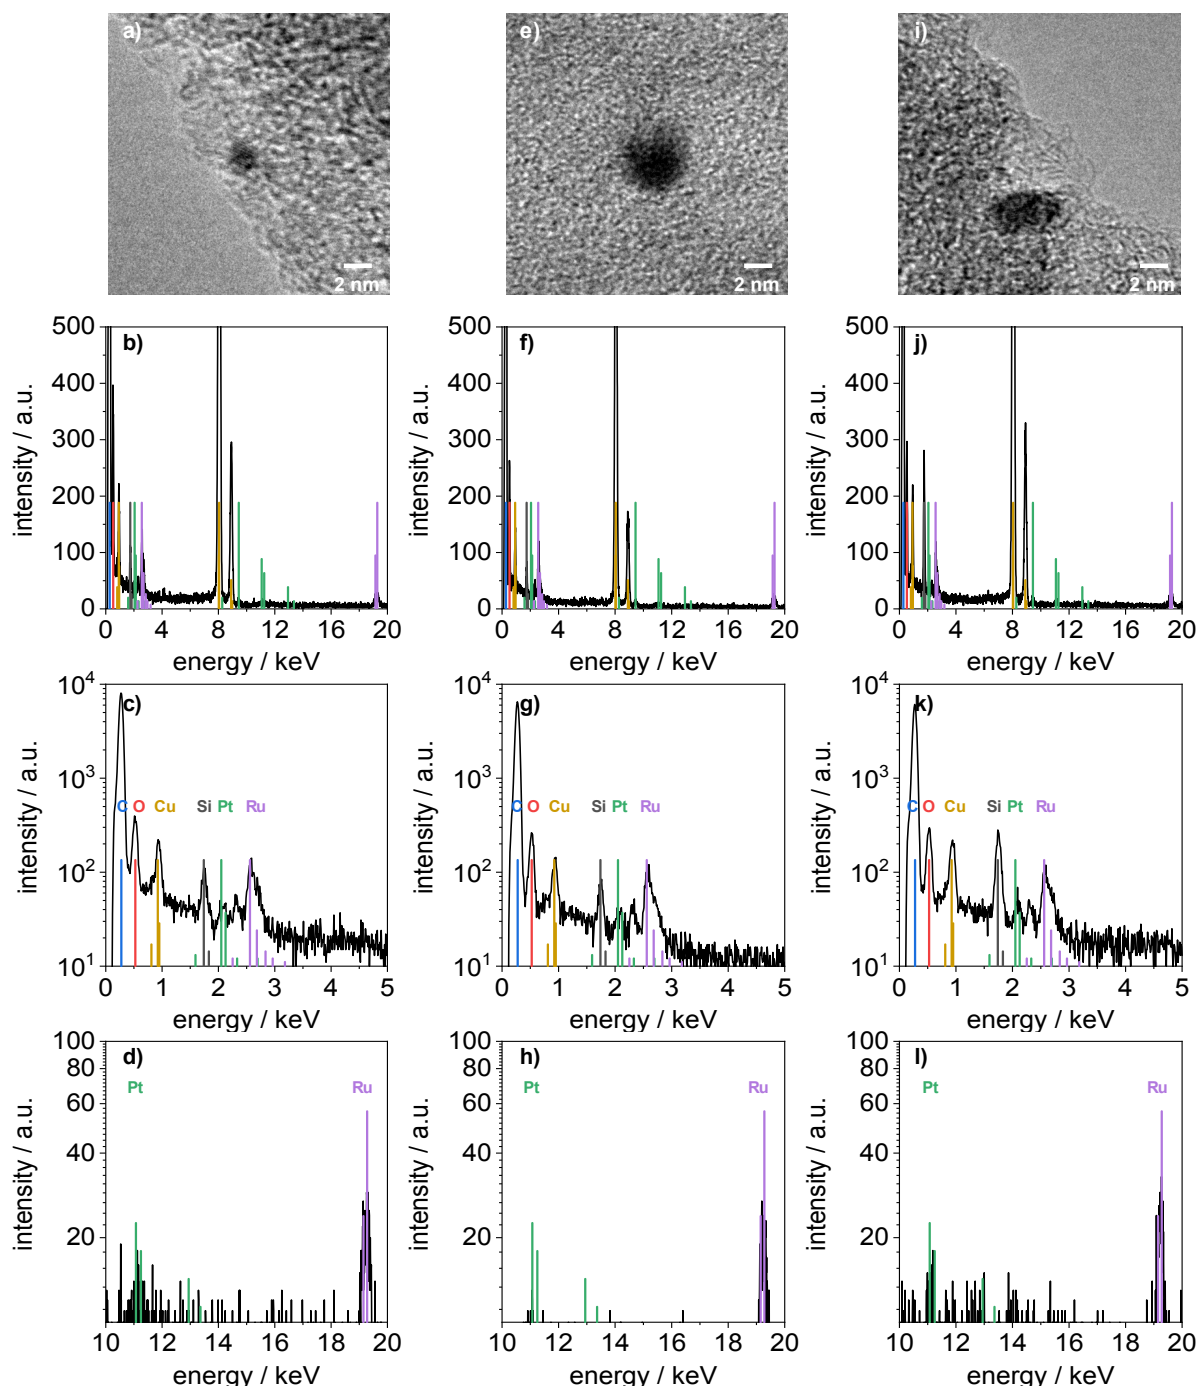 a)
2 nm
e)
2 nm
i)
2 nm
b)
500
400
300
200
100
0
0 4 8 12 16 20
intensity / a.u.
energy / keV
f)
500
400
300
200
100
0
0 4 8 12 16 20
intensity / a.u.
energy / keV
j)
500
400
300
200
100
0
0 4 8 12 16 20
intensity / a.u.
energy / keV
c)
10⁴
10³
10²
10¹
C O Cu Si Pt Ru
0 1 2 3 4 5
intensity / a.u.
energy / keV
g)
10⁴
10³
10²
10¹
C O Cu Si Pt Ru
0 1 2 3 4 5
intensity / a.u.
energy / keV
k)
10⁴
10³
10²
10¹
C O Cu Si Pt Ru
0 1 2 3 4 5
intensity / a.u.
energy / keV
d)
100
80
60
40
20
Pt Ru
10 12 14 16 18 20
intensity / a.u.
energy / keV
h)
100
80
60
40
20
Pt Ru
10 12 14 16 18 20
intensity / a.u.
energy / keV
l)
100
80
60
40
20
Pt Ru
10 12 14 16 18 20
intensity / a.u.
energy / keV